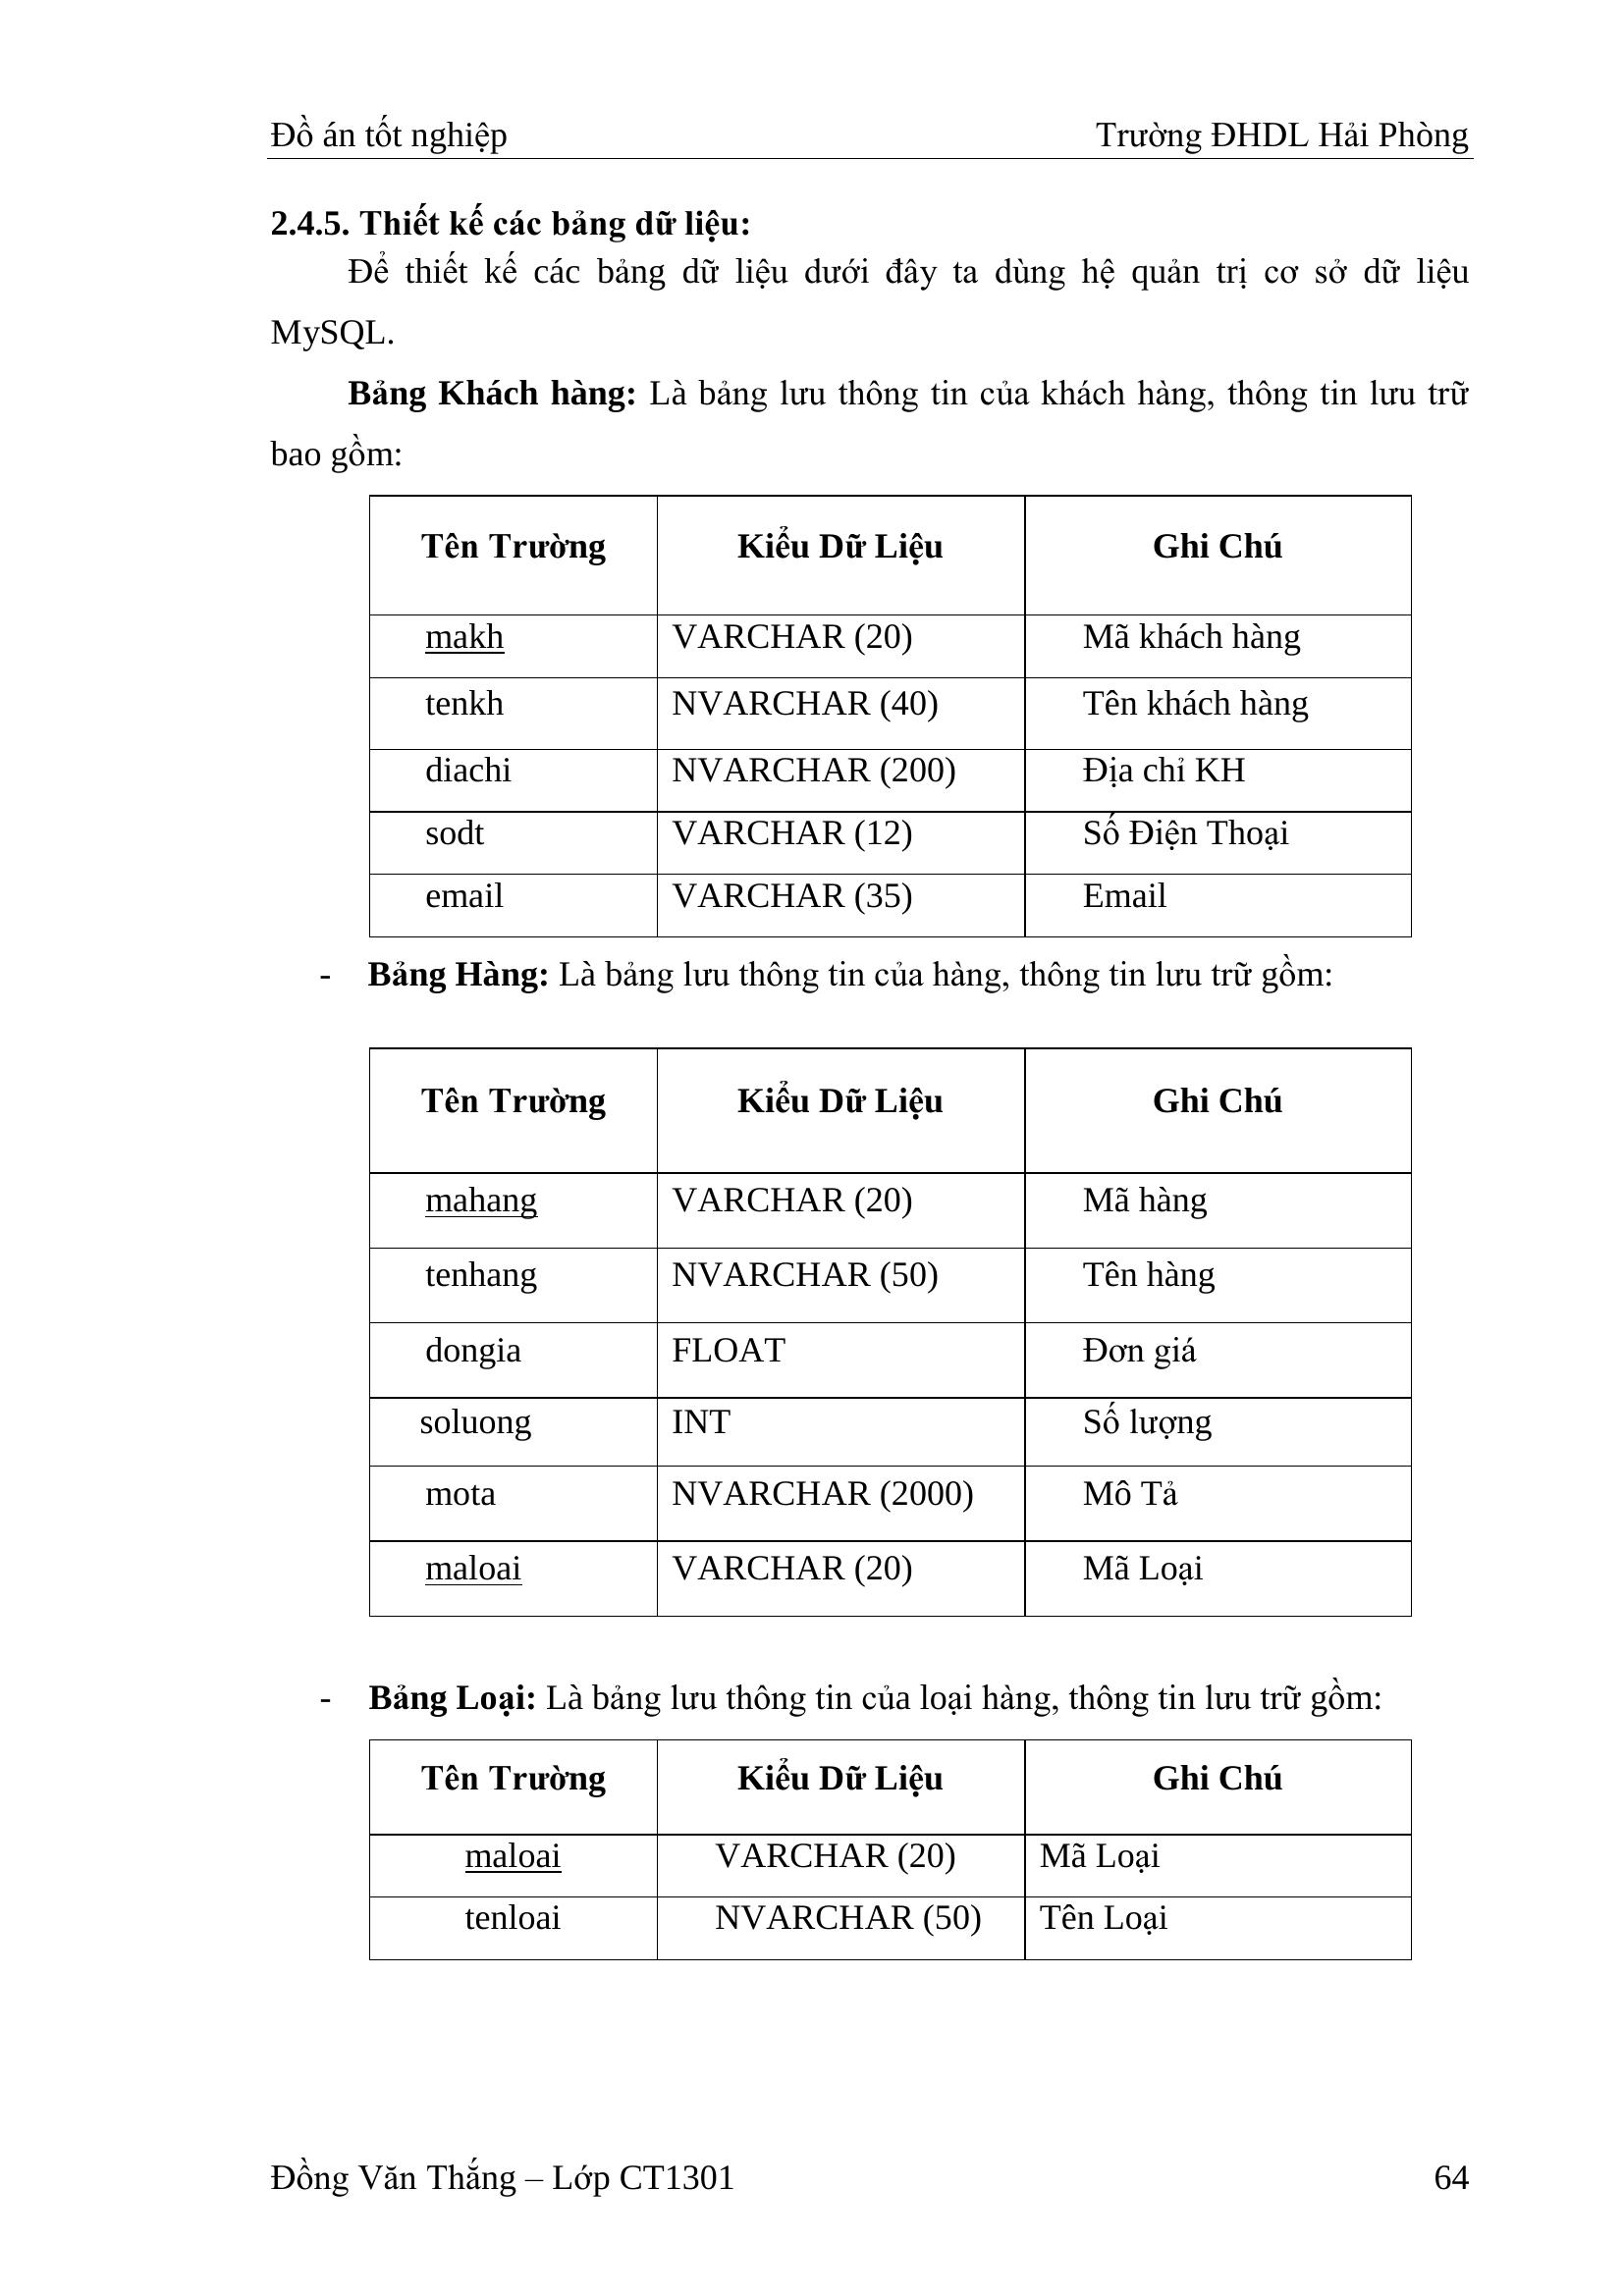 Đồ án tốt nghiệp Trường ĐHDL Hải Phòng
2.4.5. Thiết kế các bảng dữ liệu:
Để thiết kế các bảng dữ liệu dưới đây ta dùng hệ quản trị cơ sở dữ liệu
MySQL.
Bảng Khách hàng: Là bảng lưu thông tin của khách hàng, thông tin lưu trữ
bao gồm:
Tên Trường Kiểu Dữ Liệu Ghi Chú
makh VARCHAR (20) Mã khách hàng
tenkh NVARCHAR (40) Tên khách hàng
diachi NVARCHAR (200) Địa chỉ KH
sodt VARCHAR (12) Số Điện Thoại
email VARCHAR (35) Email
- Bảng Hàng: Là bảng lưu thông tin của hàng, thông tin lưu trữ gồm:
Tên Trường Kiểu Dữ Liệu Ghi Chú
mahang VARCHAR (20) Mã hàng
tenhang NVARCHAR (50) Tên hàng
dongia FLOAT Đơn giá
soluong INT Số lượng
mota NVARCHAR (2000) Mô Tả
maloai VARCHAR (20) Mã Loại
- Bảng Loại: Là bảng lưu thông tin của loại hàng, thông tin lưu trữ gồm:
Tên Trường Kiểu Dữ Liệu Ghi Chú
maloai VARCHAR (20) Mã Loại
tenloai NVARCHAR (50) Tên Loại
Đồng Văn Thắng – Lớp CT1301 64